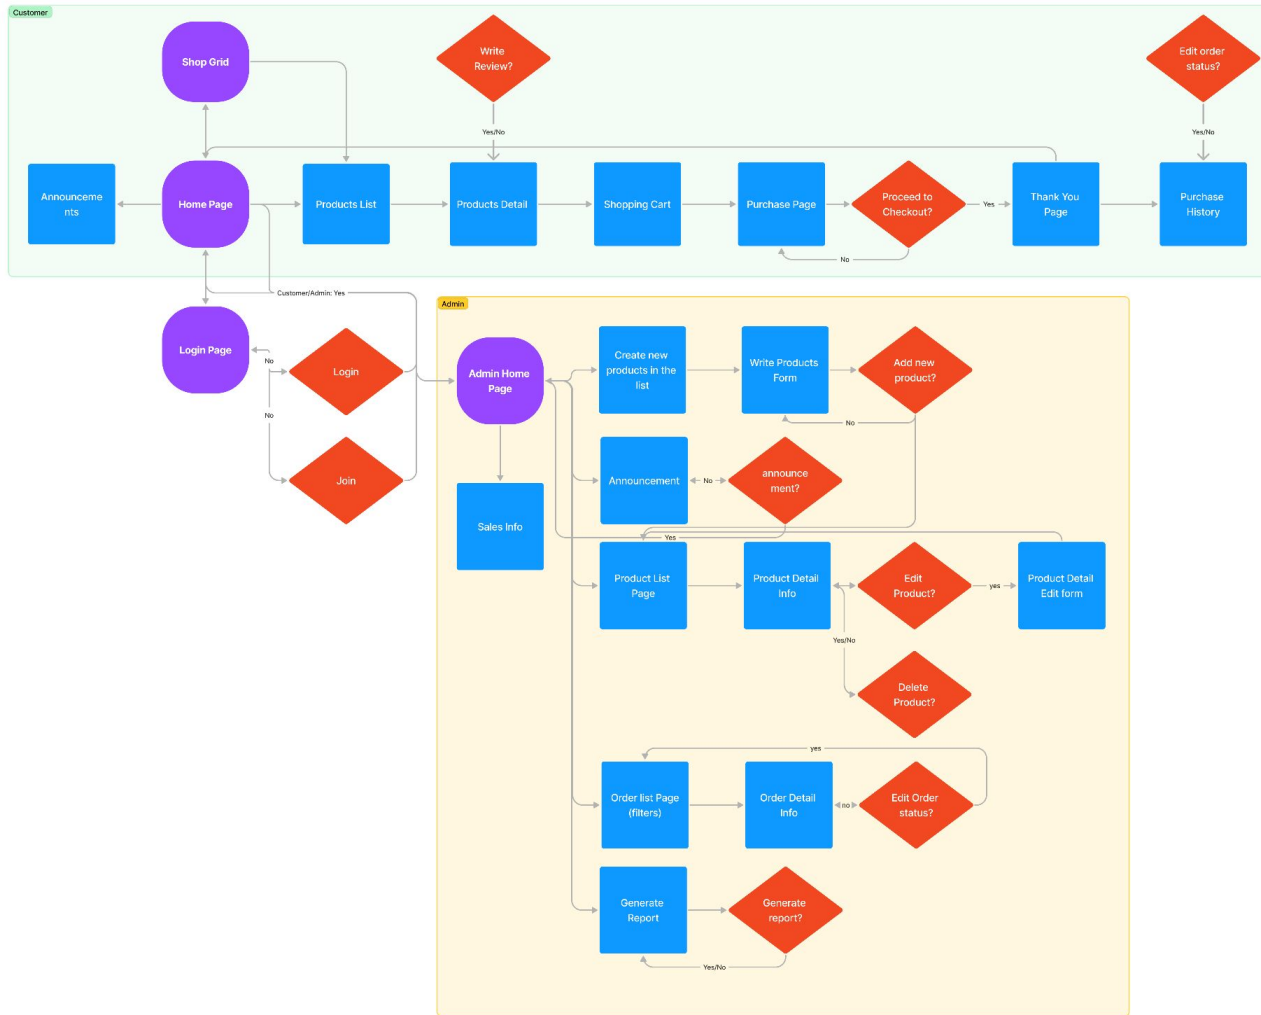 Customer
Shop Grid
Write
Review?
Edit order
status?
Yes/No
Yes/No
Announceme
nts
Home Page
Products List
Products Detail
Shopping Cart
Purchase Page
Proceed to
Checkout?
Yes
Thank You
Page
Purchase
History
No
Customer/Admin: Yes
Login Page
No
Login
No
Join
Admin
Admin Home
Page
Create new
products in the
list
Write Products
Form
Add new
product?
No
Announcement
No
announce
ment?
Sales Info
Yes
Product List
Page
Product Detail
Info
Edit
Product?
yes
Product Detail
Edit form
Yes/No
Delete
Product?
yes
Order list Page
(filters)
Order Detail
Info
no
Edit Order
status?
Generate
Report
Generate
report?
Yes/No